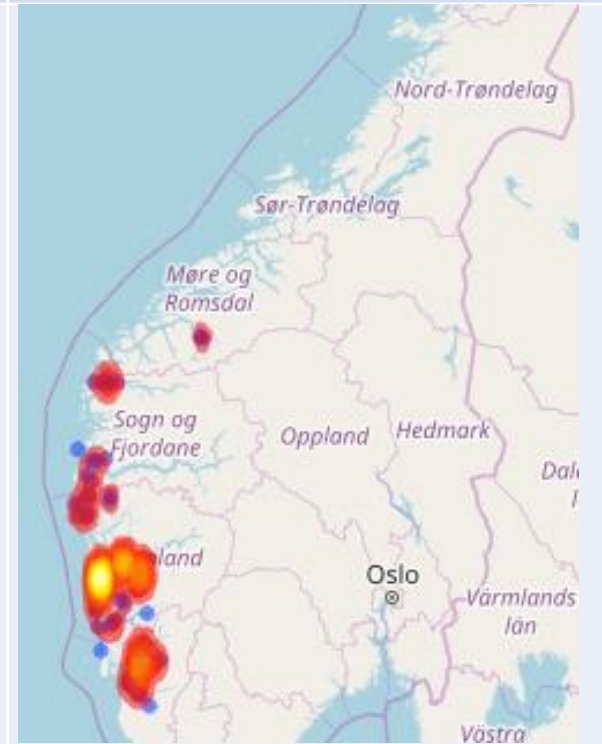 Nord-Trøndelag
Sør-Trøndelag
Møre og
Romsdal
Sogn og
Fjordane
Oppland
Hedmark
Oslo
Värmlands
län
Västra